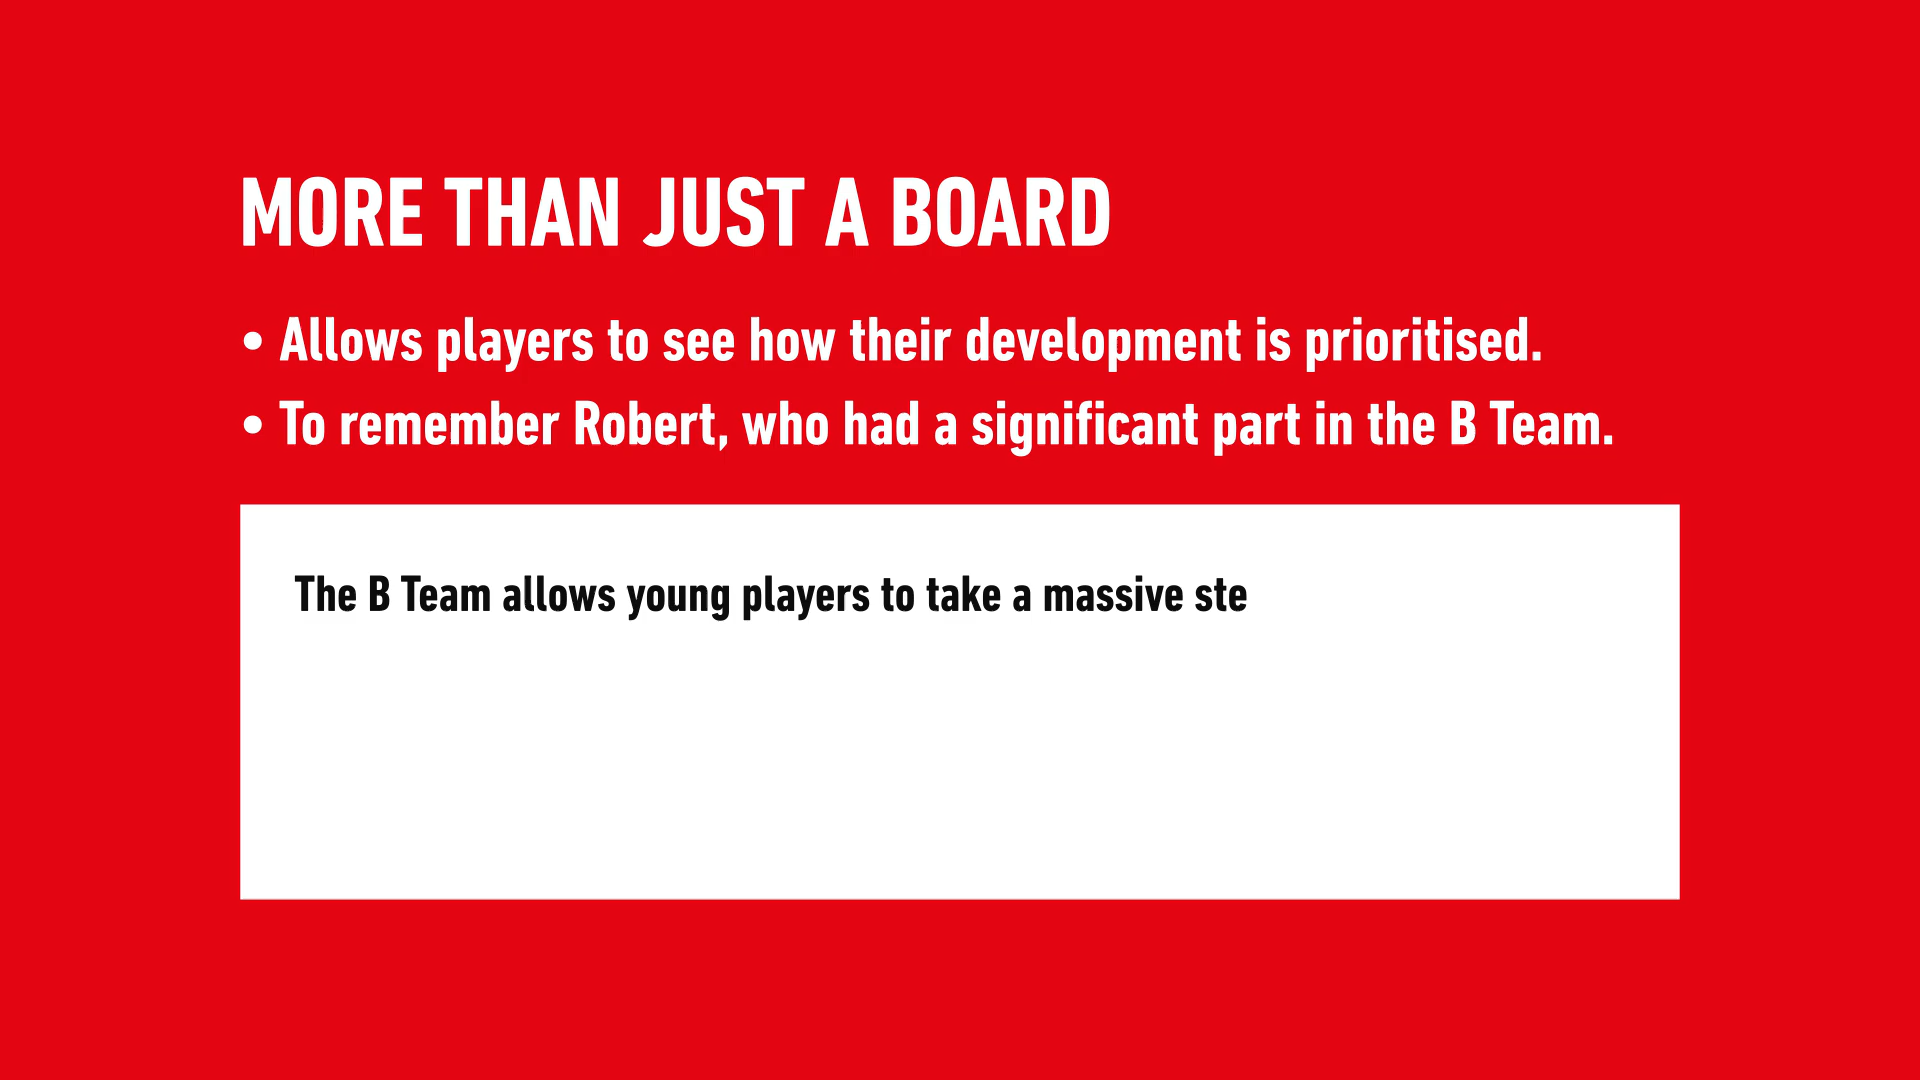 MORE THAN JUST A BOARD
• Allows players to see how their development is prioritised.
• To remember Robert, who had a significant part in the B Team.
The B Team allows young players to take a massive ste